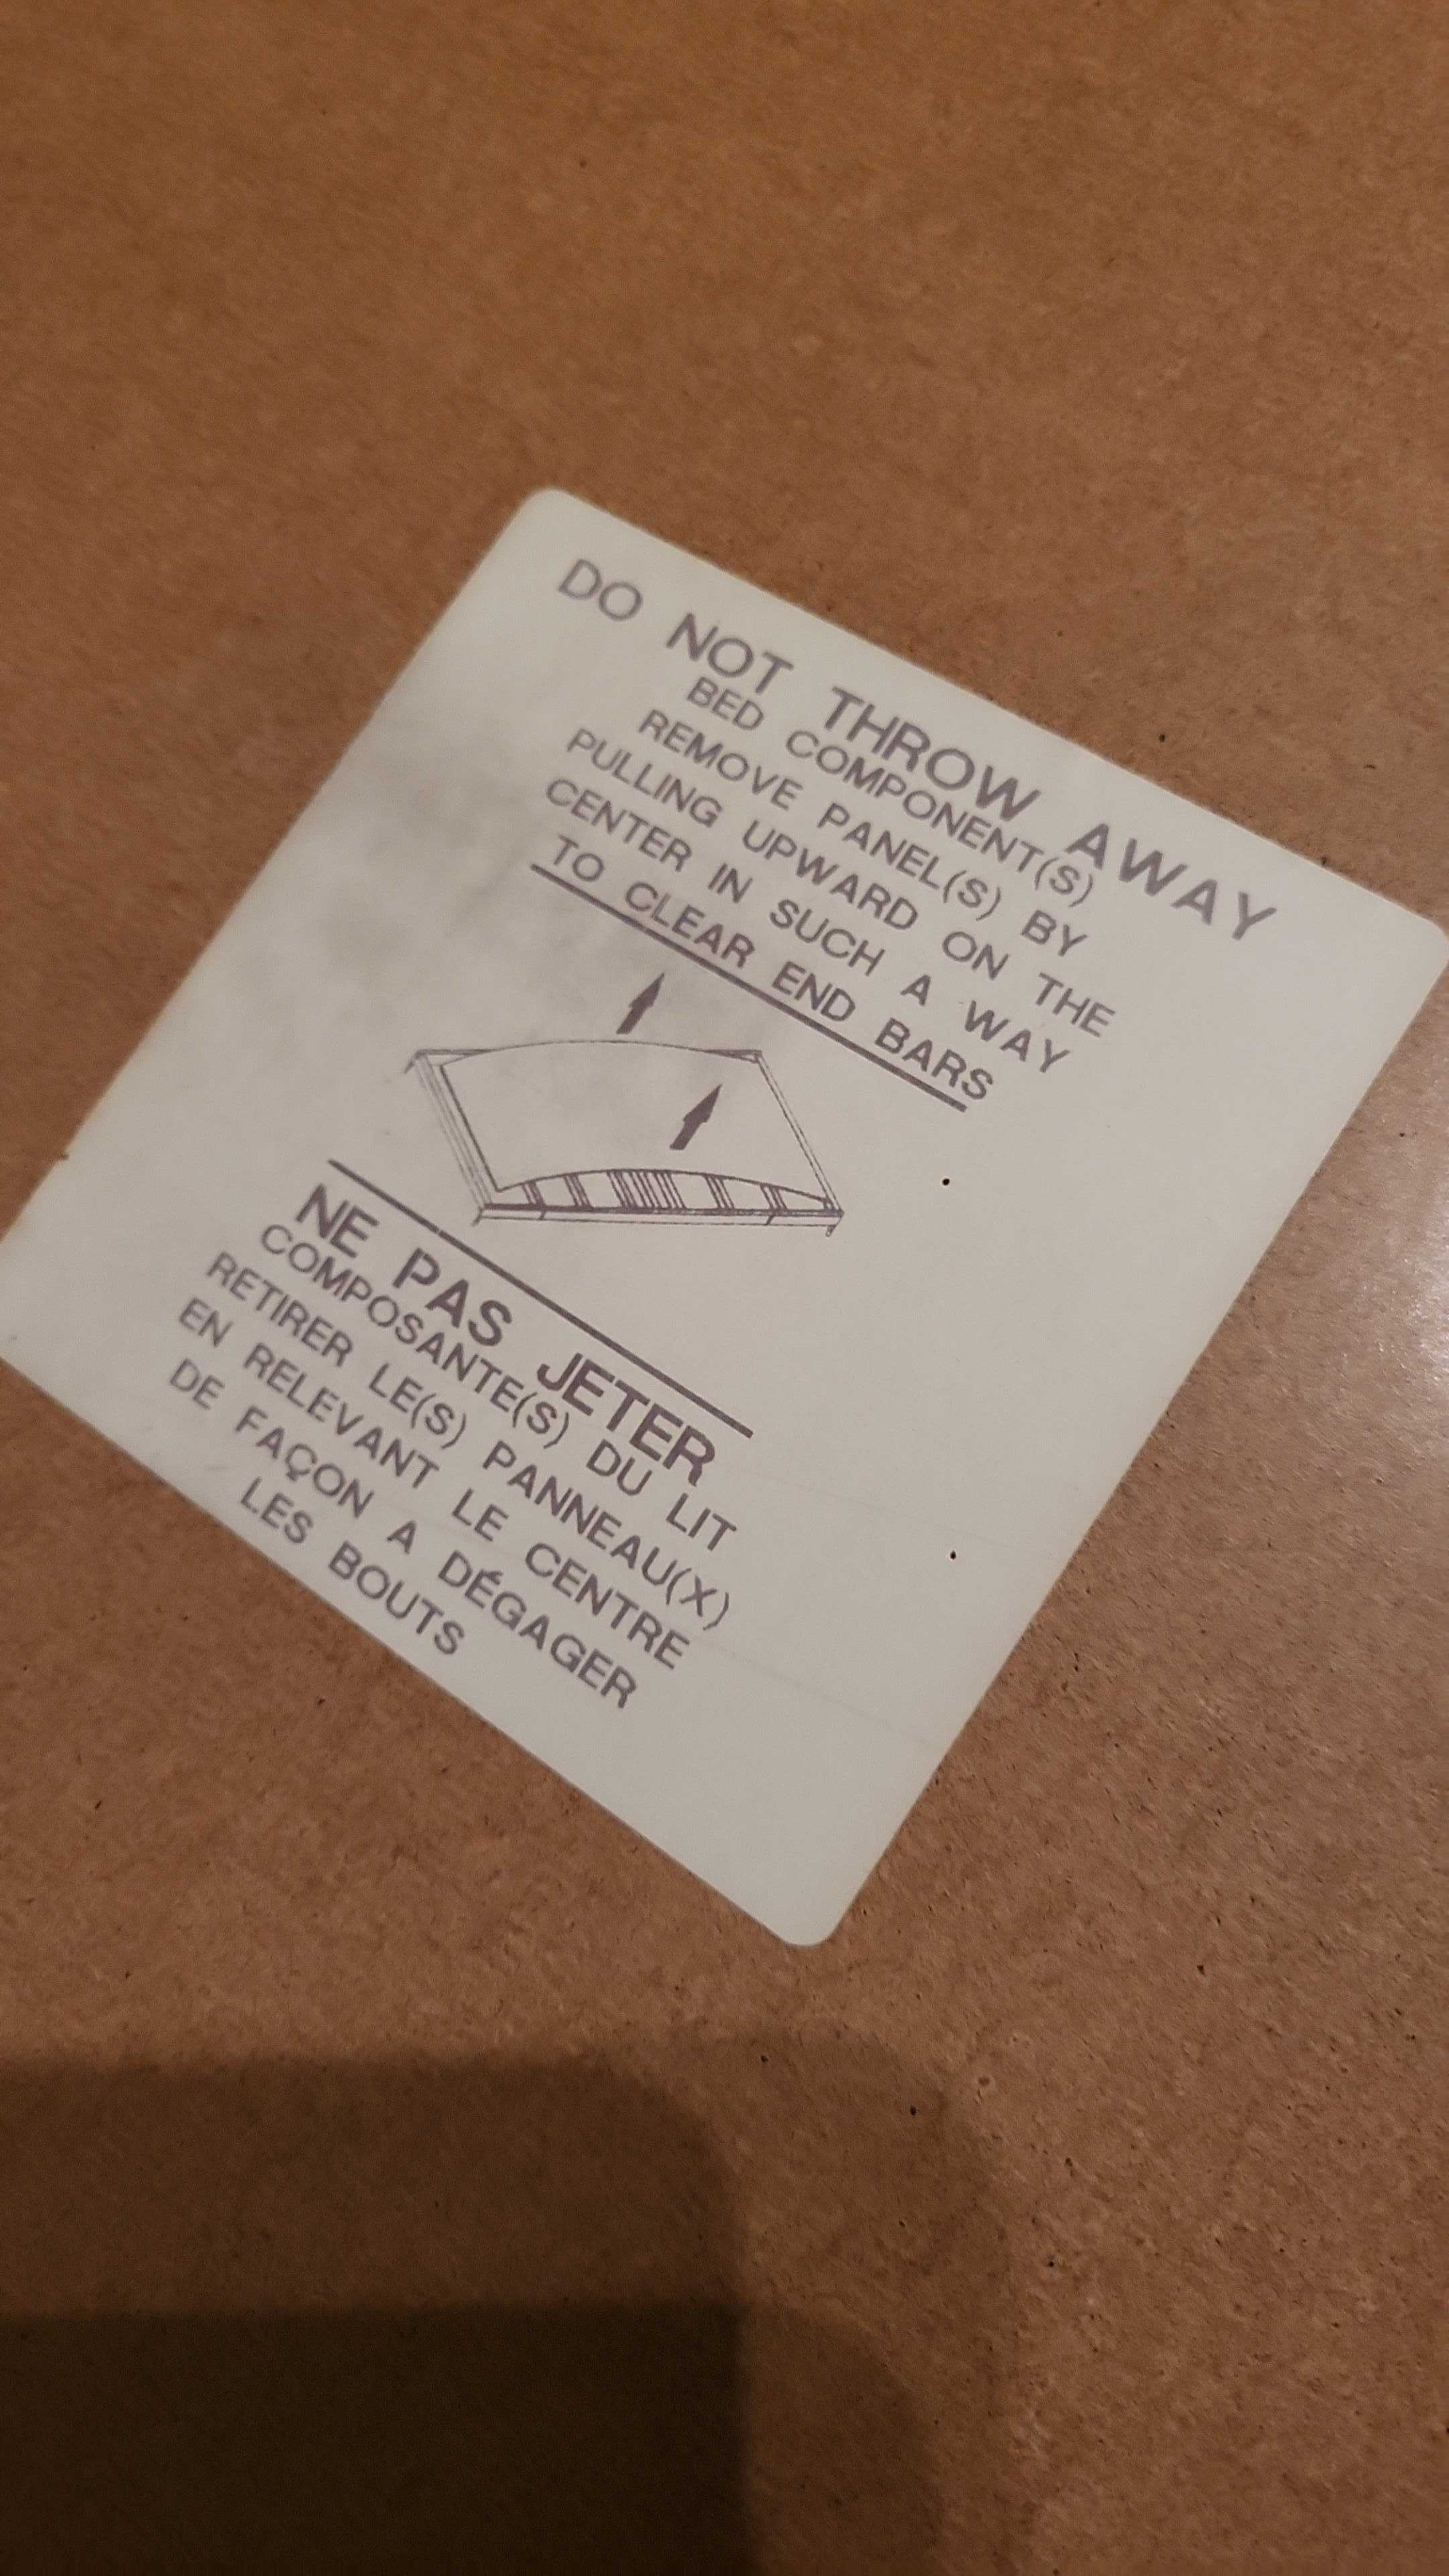 DO NOT THROW AWAY
BED COMPONENT(S)
REMOVE PANEL(S) BY
PULLING UPWARD ON THE
CENTER IN SUCH A WAY
TO CLEAR END BARS
NE PAS JETER
COMPOSANTE(S) DU LIT
RETIRER LE(S) PANNEAU(X)
EN RELEVANT LE CENTRE
DE FAÇON A DÉGAGER
LES BOUTS